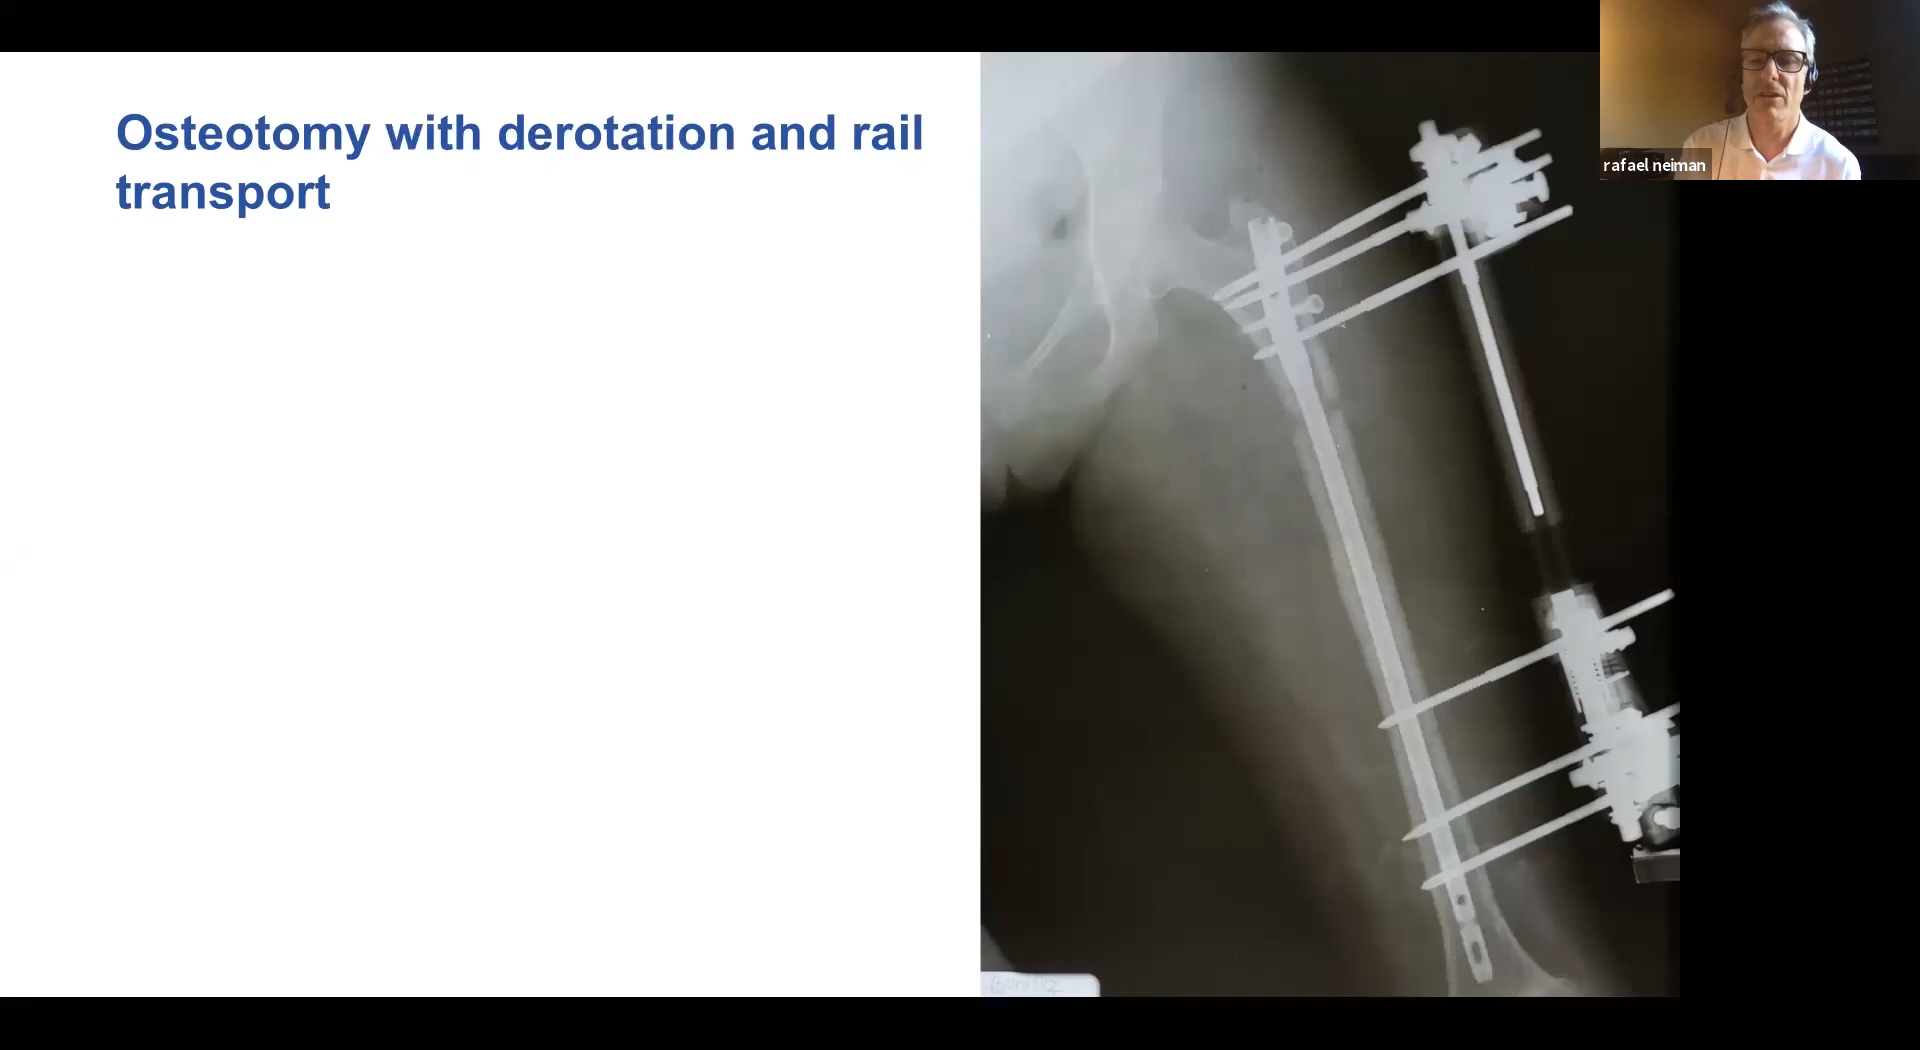 Osteotomy with derotation and rail
transport
rafael neiman